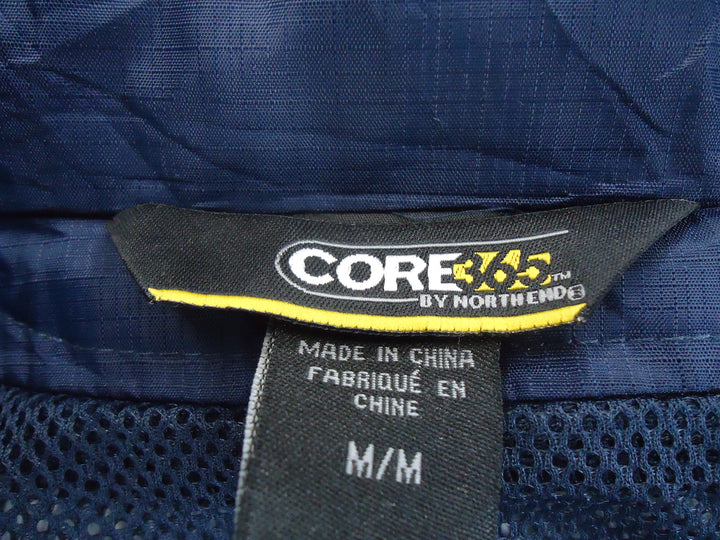 CORE365™
BY NORTH END
MADE IN CHINA
FABRIQUÉ EN
CHINE
M/M